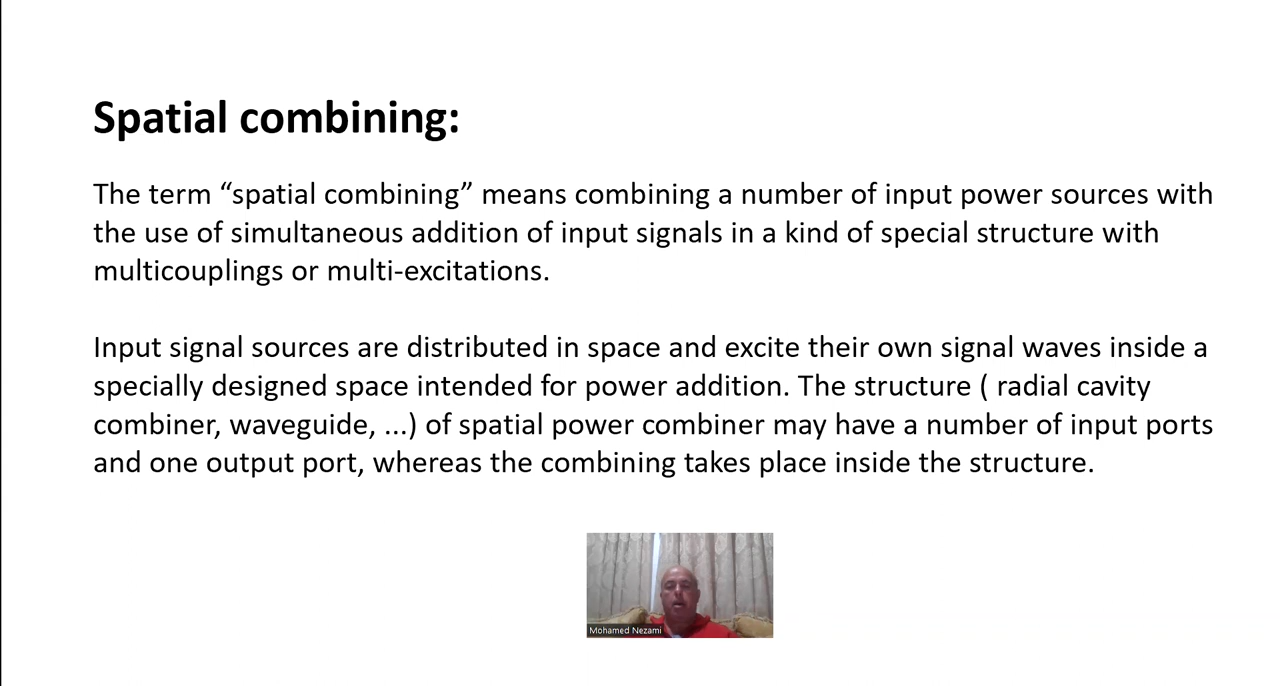 Spatial combining:
The term “spatial combining” means combining a number of input power sources with
the use of simultaneous addition of input signals in a kind of special structure with
multicouplings or multi-excitations.
Input signal sources are distributed in space and excite their own signal waves inside a
specially designed space intended for power addition. The structure ( radial cavity
combiner, waveguide, ...) of spatial power combiner may have a number of input ports
and one output port, whereas the combining takes place inside the structure.
Mohamed Nezami